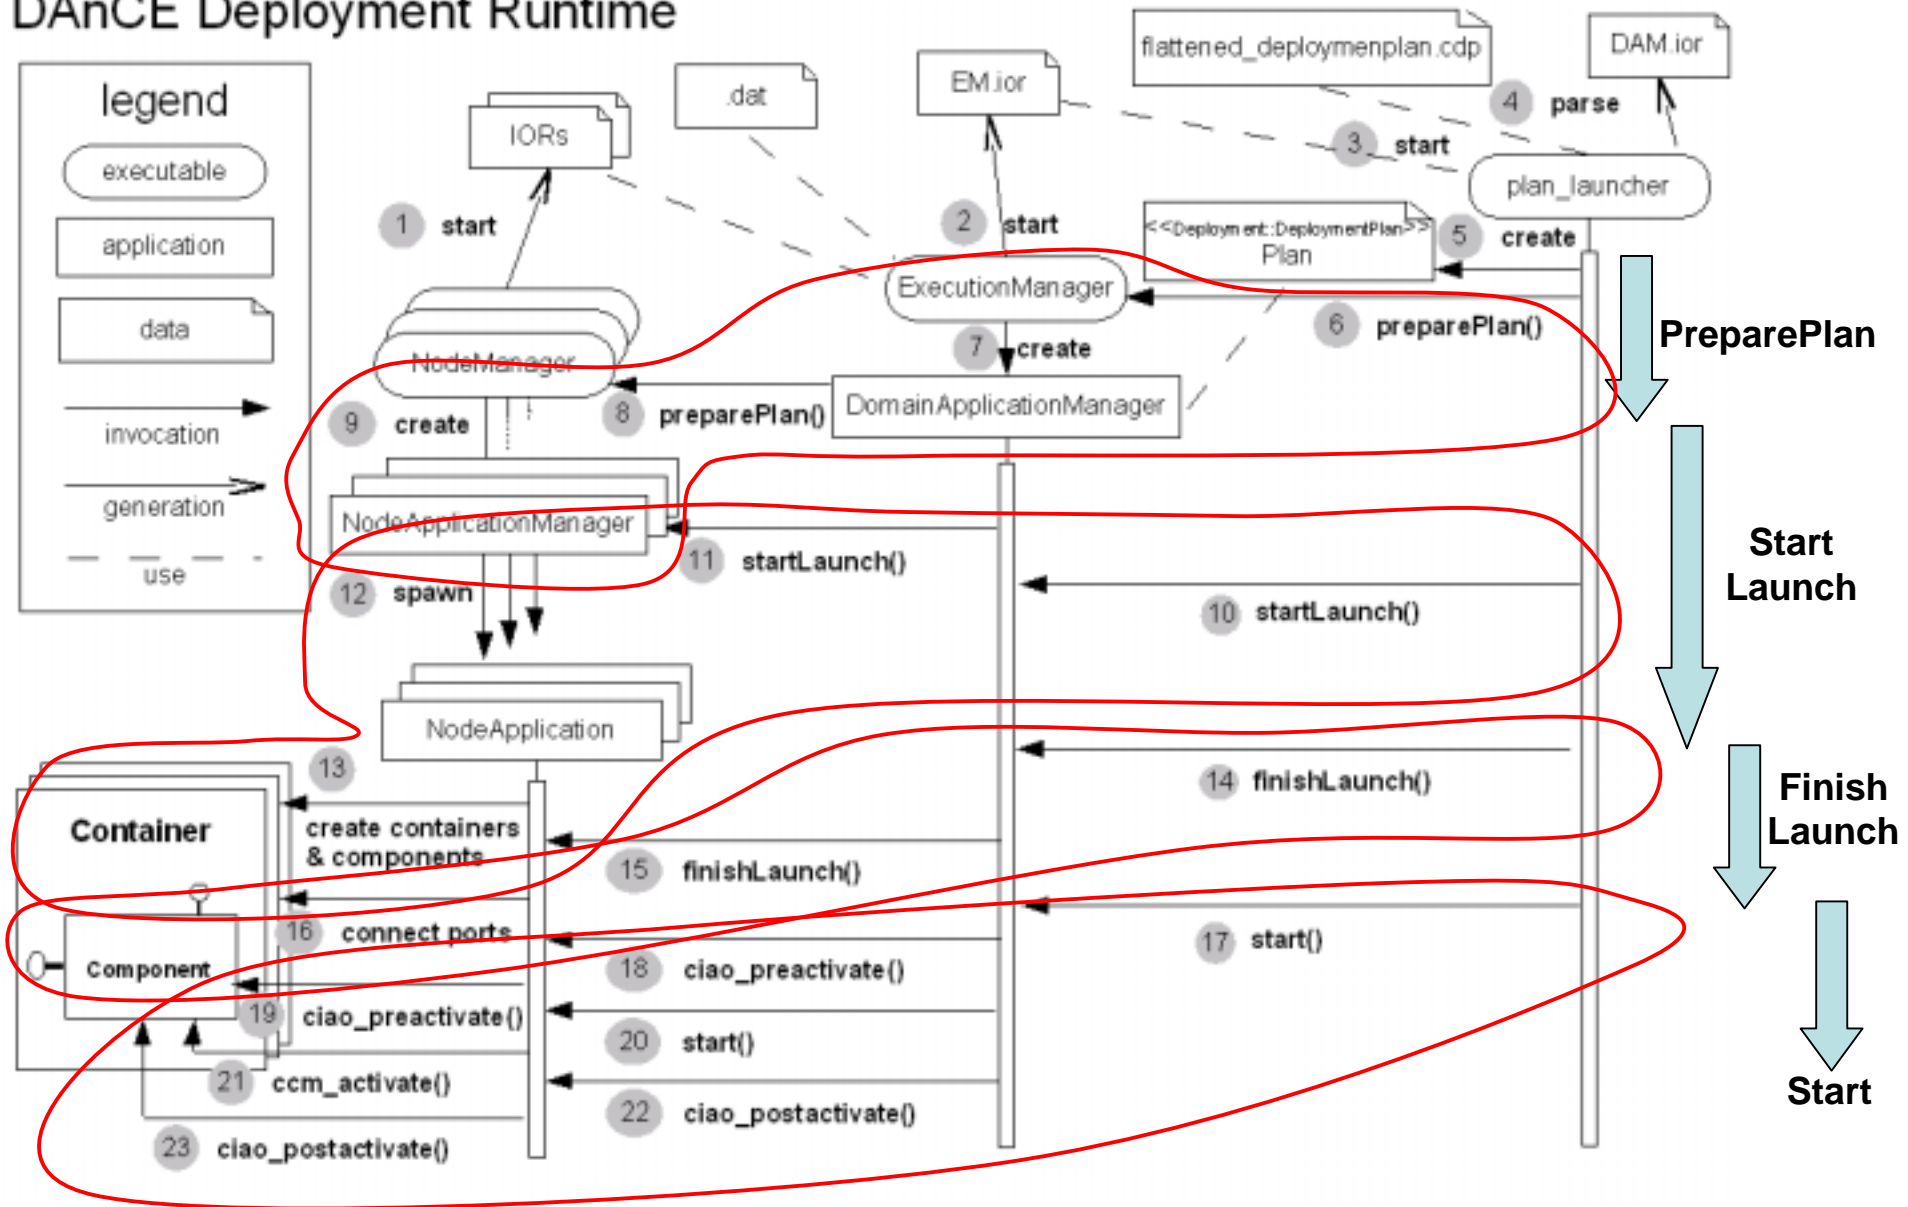 DAnCE Deployment Runtime
legend
executable
application
data
invocation
generation
use
IORs
.dat
EM.ior
flattened_deploymenplan.cdp
DAM.ior
4 parse
3 start
plan_launcher
1 start
2 start
<<Deployment::DeploymentPlan>>
Plan
5 create
ExecutionManager
6 preparePlan()
PreparePlan
7 create
NodeManager
DomainApplicationManager
8 preparePlan()
9 create
NodeApplicationManager
11 startLaunch()
Start
Launch
12 spawn
10 startLaunch()
NodeApplication
13
create containers
& components
14 finishLaunch()
Finish
Launch
Container
15 finishLaunch()
16 connect ports
17 start()
Component
18 ciao_preactivate()
19 ciao_preactivate()
20 start()
21 ccm_activate()
22 ciao_postactivate()
23 ciao_postactivate()
Start